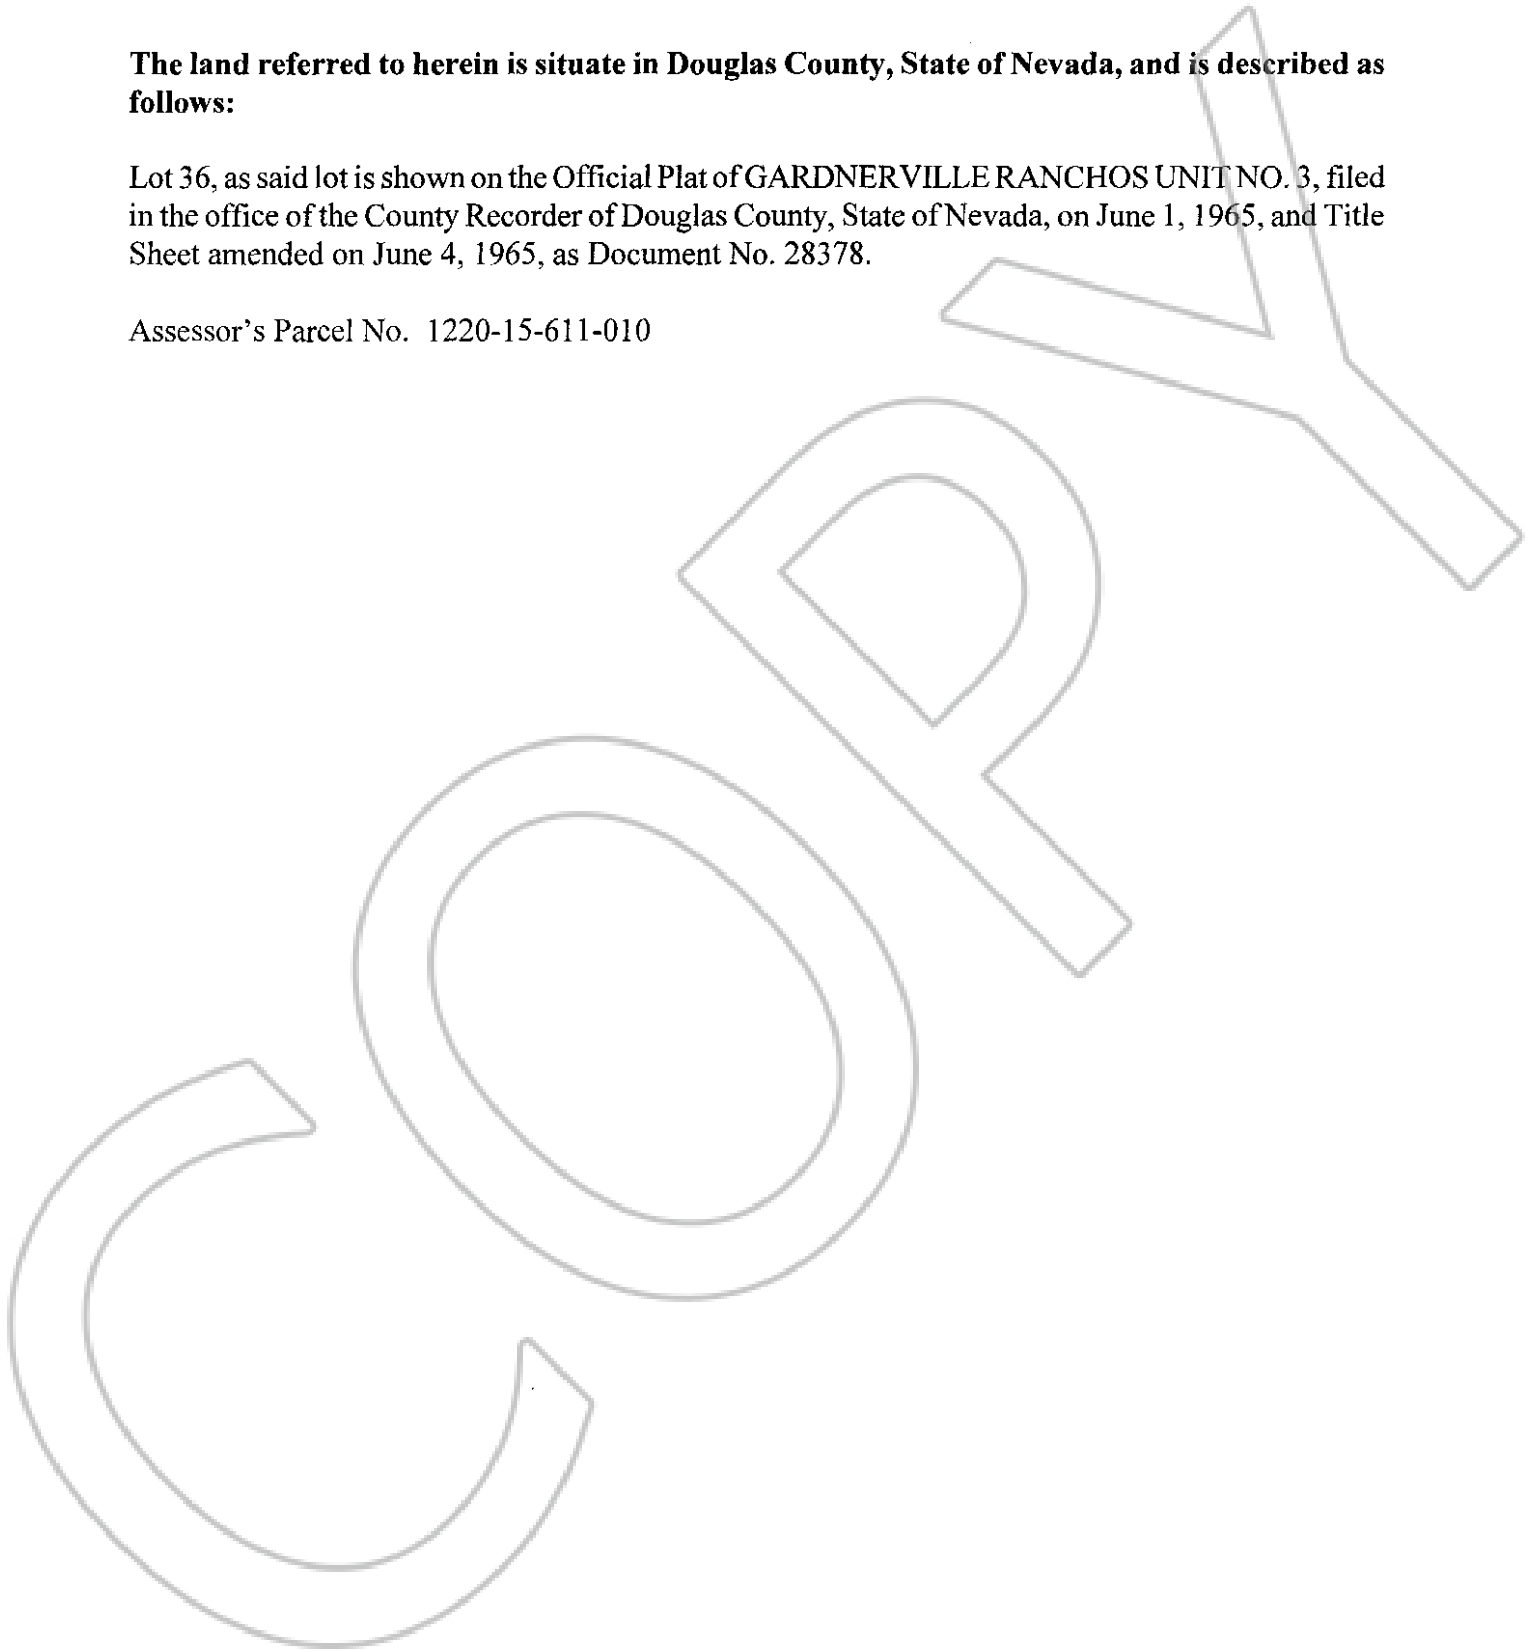 The land referred to herein is situate in Douglas County, State of Nevada, and is described as
follows:
Lot 36, as said lot is shown on the Official Plat of GARDNERVILLE RANCHOS UNIT NO. 3, filed
in the office of the County Recorder of Douglas County, State of Nevada, on June 1, 1965, and Title
Sheet amended on June 4, 1965, as Document No. 28378.
Assessor's Parcel No. 1220-15-611-010
COPY